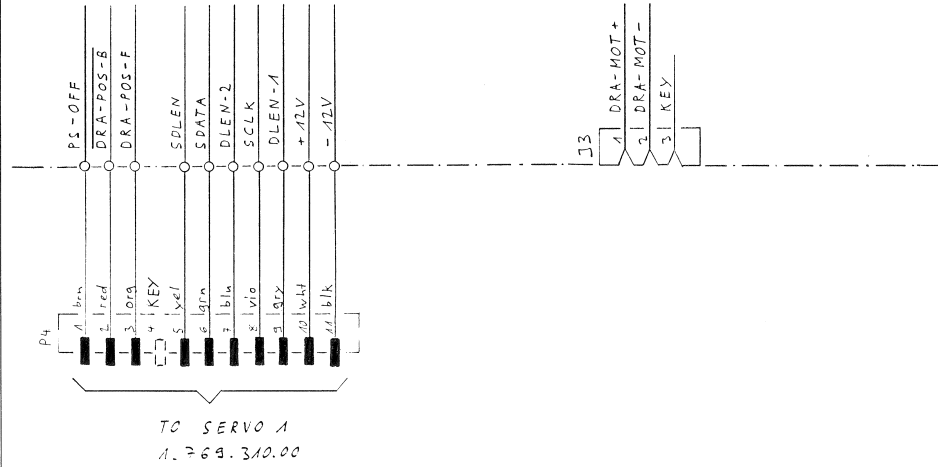 PS-OFF
DRA-POS-B
DRA-POS-F
SDLEN
SDATA
DLEN-2
SCLK
DLEN-1
+12V
-12V
J3
1 DRA-MOT+
2 DRA-MOT-
3 KEY
P4
1 brn
2 red
3 org
4 KEY
5 yel
6 grn
7 blu
8 vio
9 gry
10 wht
11 blk
TO SERVO 1
1.769.310.00